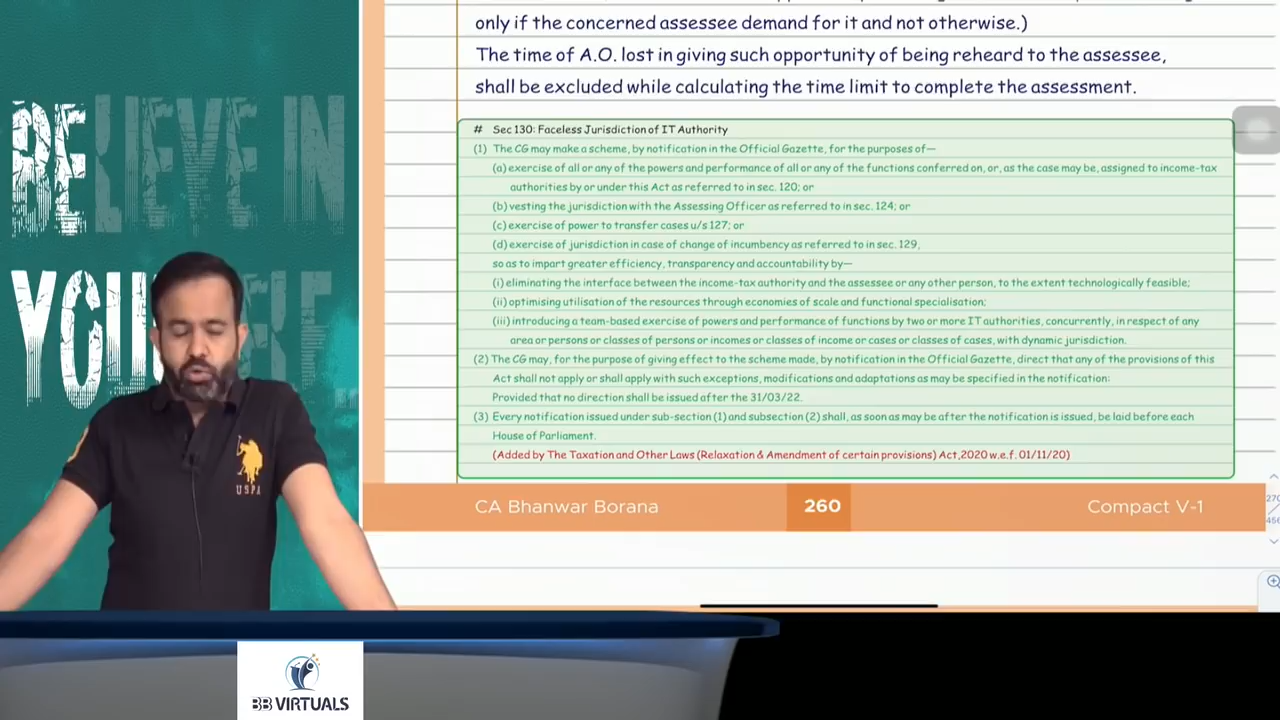 BELIEVE IN
only if the concerned assessee demand for it and not otherwise.)
The time of A.O. lost in giving such opportunity of being reheard to the assessee,
shall be excluded while calculating the time limit to complete the assessment.
# Sec 130: Faceless Jurisdiction of IT Authority
(1) The CG may make a scheme, by notification in the Official Gazette, for the purposes of—
(a) exercise of all or any of the powers and performance of all or any of the functions conferred on, or, as the case may be, assigned to income-tax
authorities by or under this Act as referred to in sec. 120; or
(b) vesting the jurisdiction with the Assessing Officer as referred to in sec. 124; or
(c) exercise of power to transfer cases u/s 127; or
(d) exercise of jurisdiction in case of change of incumbency as referred to in sec. 129,
so as to impart greater efficiency, transparency and accountability by—
(i) eliminating the interface between the income-tax authority and the assessee or any other person, to the extent technologically feasible;
(ii) optimising utilisation of the resources through economies of scale and functional specialisation;
(iii) introducing a team-based exercise of powers and performance of functions by two or more IT authorities, concurrently, in respect of any
area or persons or classes of persons or incomes or classes of income or cases or classes of cases, with dynamic jurisdiction.
(2) The CG may, for the purpose of giving effect to the scheme made, by notification in the Official Gazette, direct that any of the provisions of this
Act shall not apply or shall apply with such exceptions, modifications and adaptations as may be specified in the notification:
Provided that no direction shall be issued after the 31/03/22.
(3) Every notification issued under sub-section (1) and subsection (2) shall, as soon as may be after the notification is issued, be laid before each
House of Parliament.
(Added by The Taxation and Other Laws (Relaxation & Amendment of certain provisions) Act,2020 w.e.f. 01/11/20)
CA Bhanwar Borana
260
Compact V-1
270
456
USPA
BB VIRTUALS